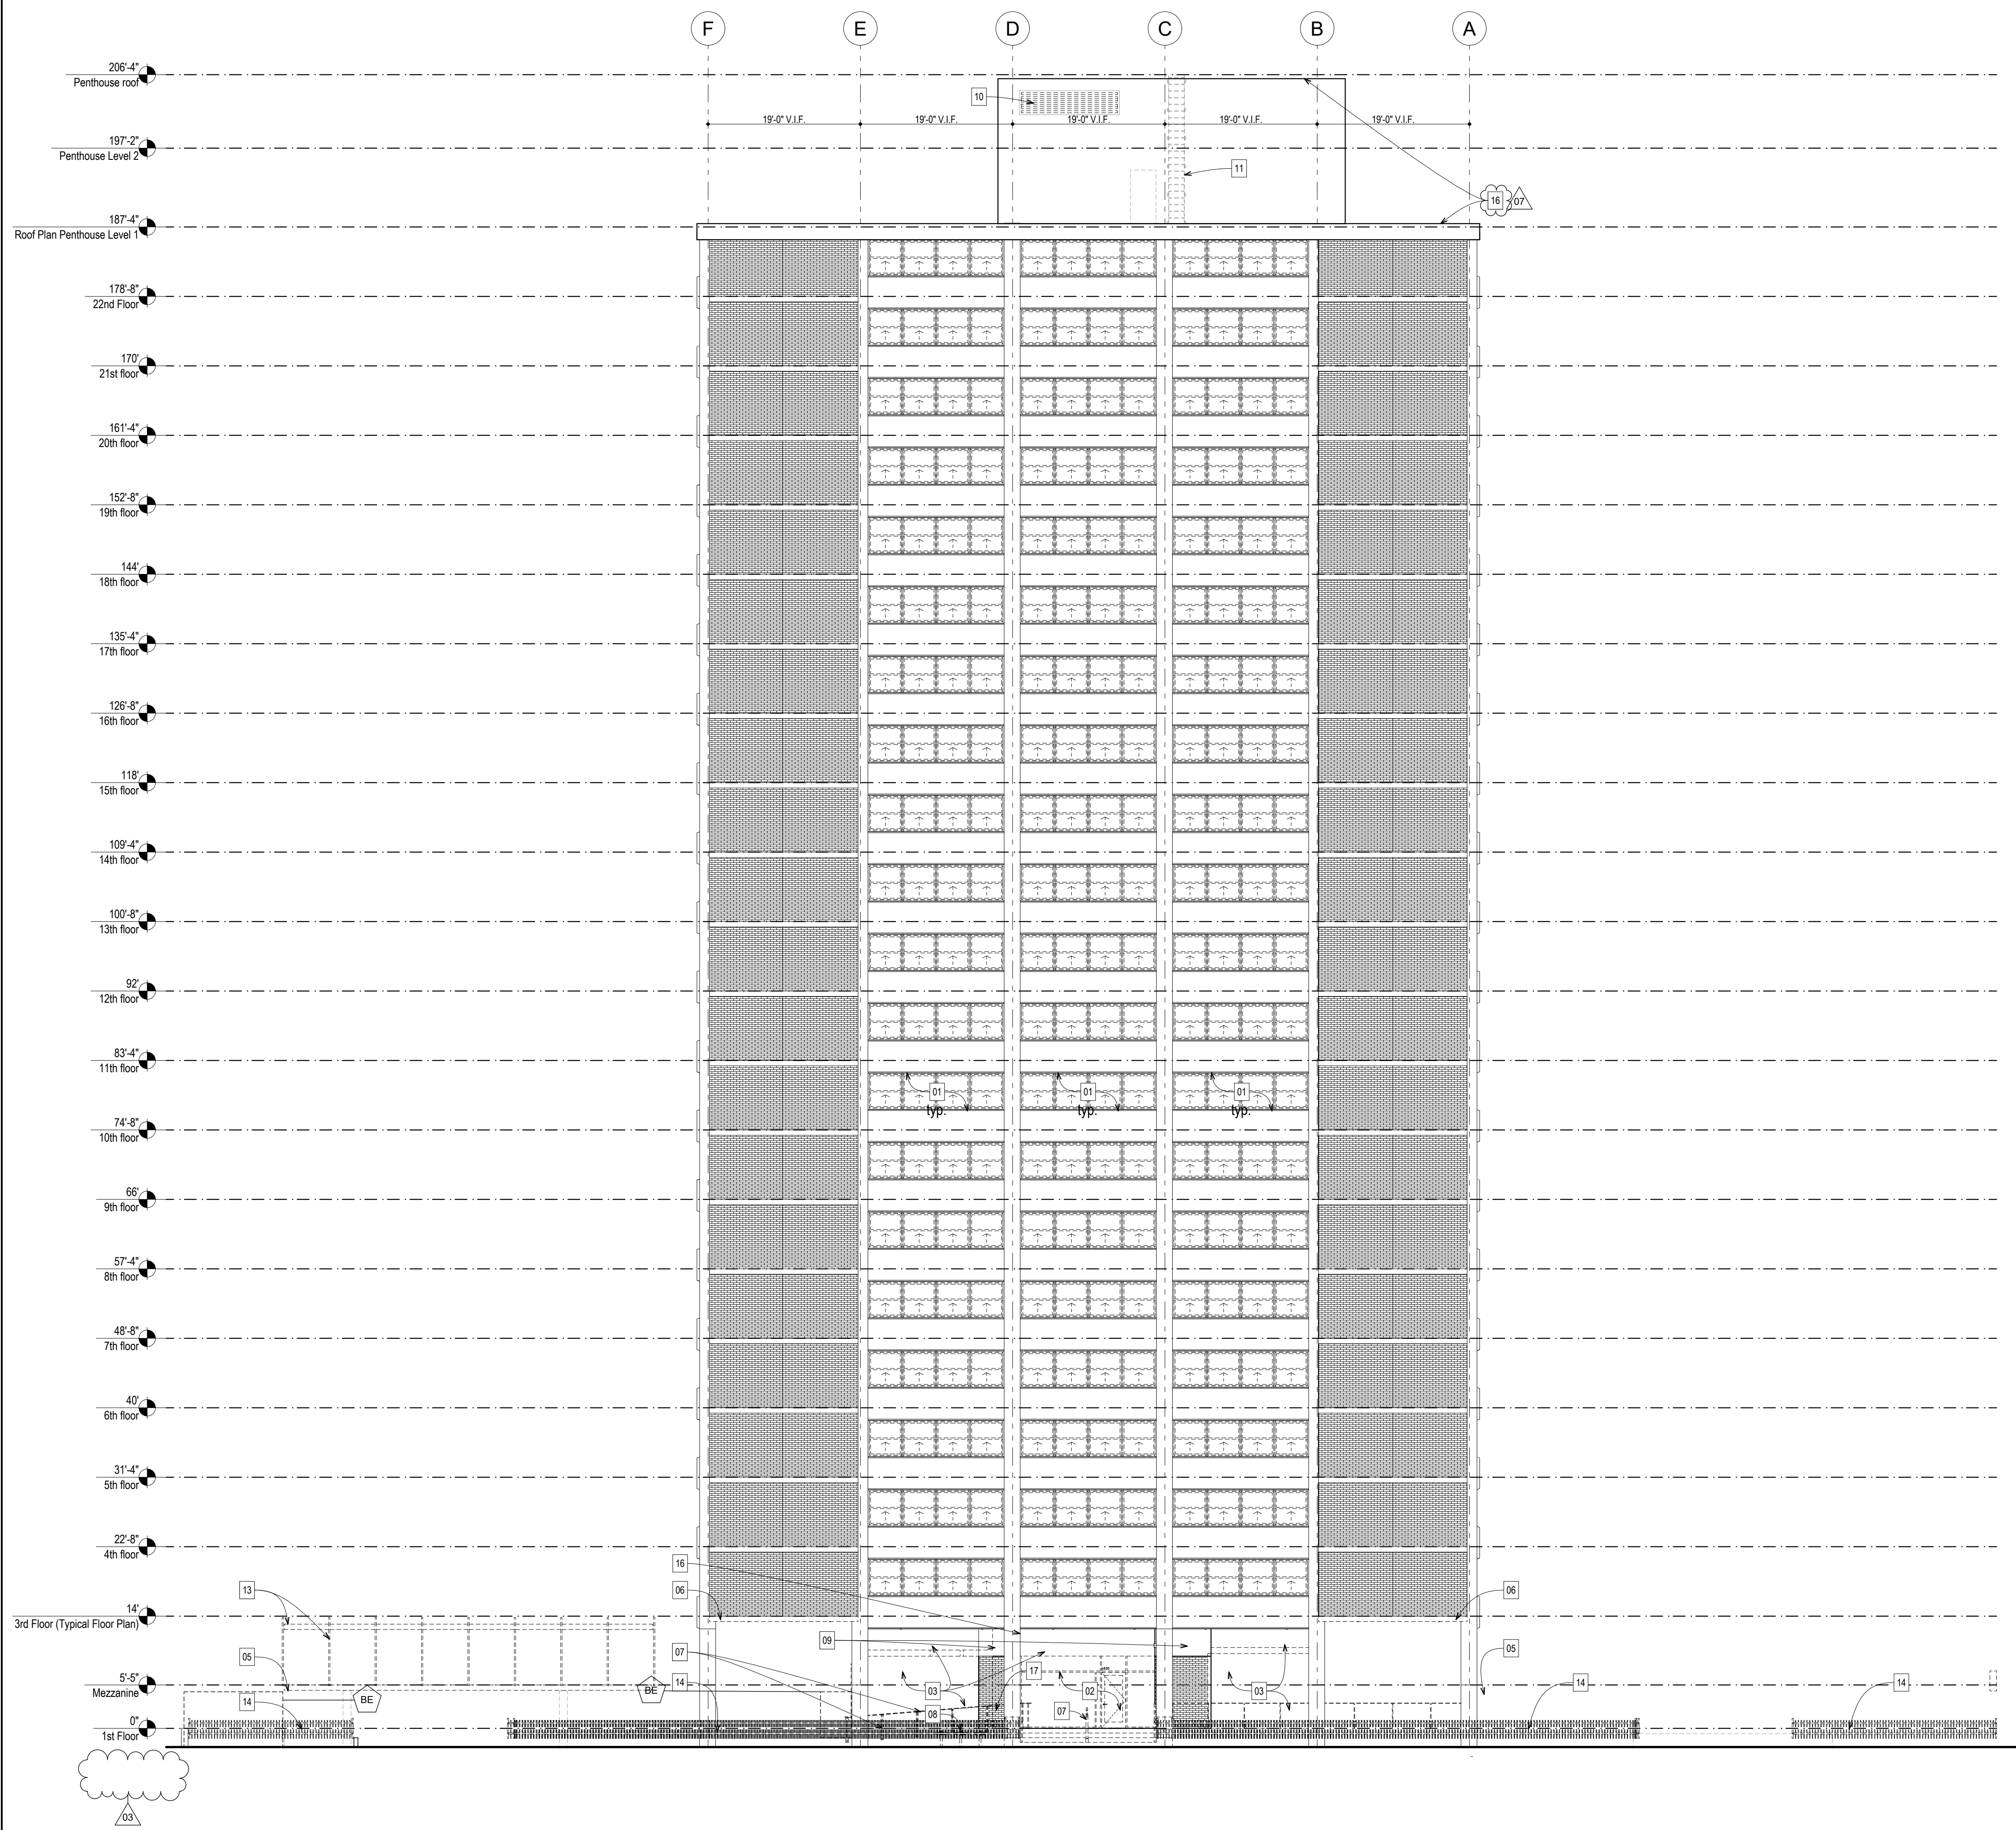 F E D C B A
206'-4"
Penthouse roof
10
19'-0" V.I.F. 19'-0" V.I.F. 19'-0" V.I.F. 19'-0" V.I.F. 19'-0" V.I.F.
197'-2"
Penthouse Level 2
11
16 07
187'-4"
Roof Plan Penthouse Level 1
178'-8"
22nd Floor
170'
21st floor
161'-4"
20th floor
152'-8"
19th floor
144'
18th floor
135'-4"
17th floor
126'-8"
16th floor
118'
15th floor
109'-4"
14th floor
100'-8"
13th floor
92'
12th floor
83'-4"
11th floor
01 01 01
typ. typ. typ.
74'-8"
10th floor
66'
9th floor
57'-4"
8th floor
48'-8"
7th floor
40'
6th floor
31'-4"
5th floor
22'-8"
4th floor
16
13 06 06
14'
3rd Floor (Typical Floor Plan)
09
05 07 05
17
5'-5"
Mezzanine
14 14 14
BE BE 03 02 03
14
07
08
0"
1st Floor
03